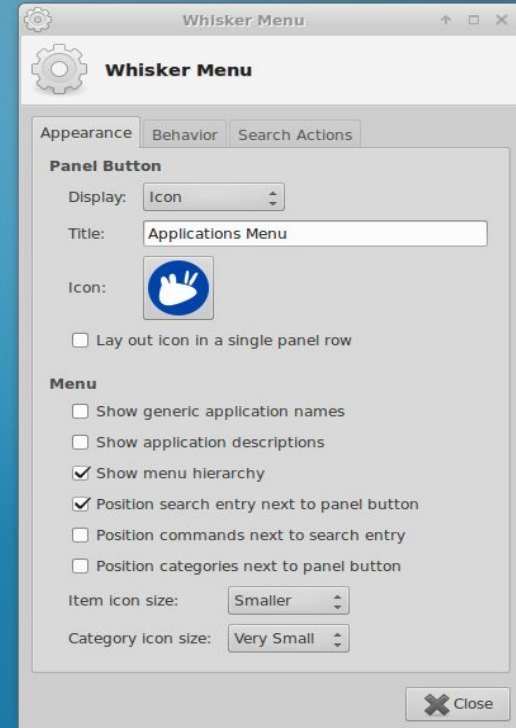 Whisker Menu
Whisker Menu
Appearance Behavior Search Actions
Panel Button
Display: Icon
Title: Applications Menu
Icon:
Lay out icon in a single panel row
Menu
Show generic application names
Show application descriptions
Show menu hierarchy
Position search entry next to panel button
Position commands next to search entry
Position categories next to panel button
Item icon size: Smaller
Category icon size: Very Small
Close